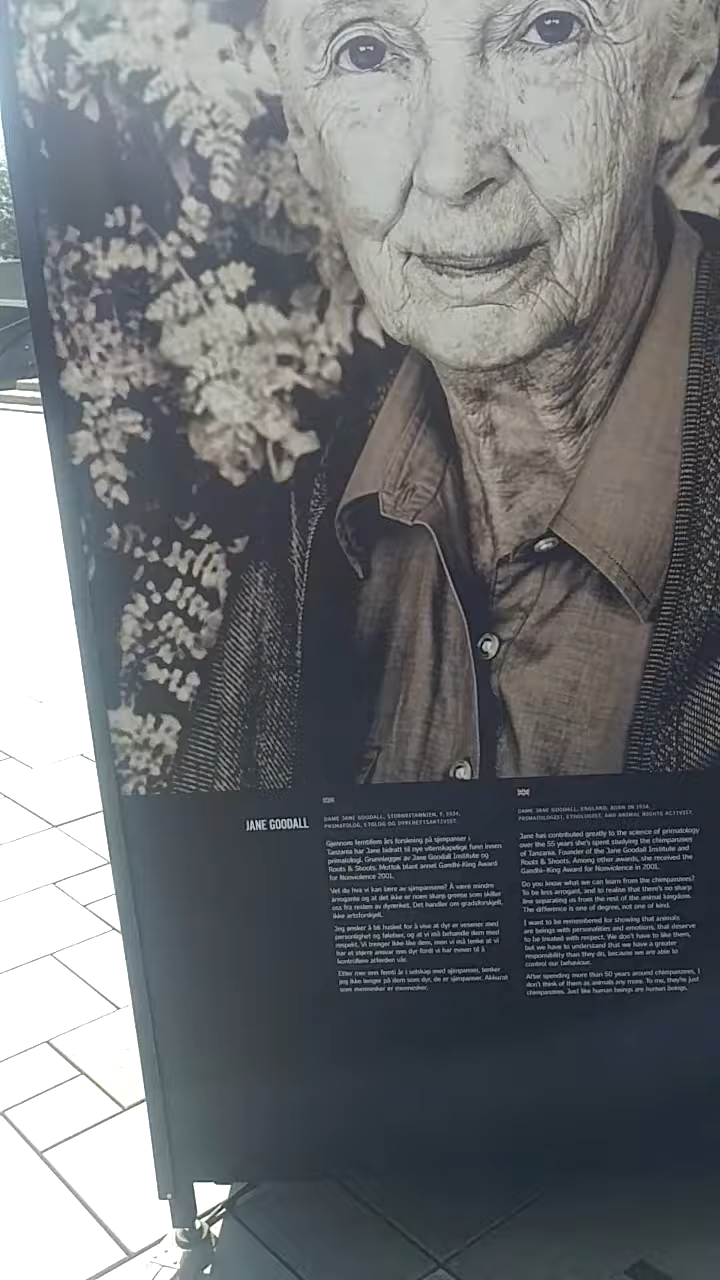 JANE GOODALL
DAME JANE GOODALL, STORBRITANNIEN, F. 1934,
PRIMATOLOG, ETOLOG OG DYRERETTSAKTIVIST.
Gjennom femtifem års forskning på sjimpanser i
Tanzania har Jane bidratt til nye vitenskapelige funn innen
primatologi. Grunnlegger av Jane Goodall Institute og
Roots & Shoots. Mottok blant annet Gandhi-King Award
for Nonviolence 2001.
Vet du hva vi kan lære av sjimpansene? Å være mindre
arrogante og at det ikke er noen skarp grense som skiller
oss fra resten av dyreriket. Det handler om gradsforskjell,
ikke artsforskjell.
Jeg ønsker å bli husket for å vise at dyr er vesener med
personlighet og følelser, og at vi må behandle dem med
respekt. Vi trenger ikke like dem, men vi må tenke at vi
har et større ansvar enn dyr fordi vi har evnen til å
kontrollere atferden vår.
Etter mer enn femti år i selskap med sjimpanser, tenker
jeg ikke lenger på dem som dyr, de er sjimpanser. Akkurat
som mennesker er mennesker.
DAME JANE GOODALL, ENGLAND, BORN IN 1934,
PRIMATOLOGIST, ETHOLOGIST, AND ANIMAL RIGHTS ACTIVIST.
Jane has contributed greatly to the science of primatology
over the 55 years she's spent studying the chimpanzees
of Tanzania. Founder of the Jane Goodall Institute and
Roots & Shoots. Among other awards, she received the
Gandhi-King Award for Nonviolence in 2001.
Do you know what we can learn from the chimpanzees?
To be less arrogant, and to realize that there's no sharp
line separating us from the rest of the animal kingdom.
The difference is one of degree, not one of kind.
I want to be remembered for showing that animals
are beings with personalities and emotions, that deserve
to be treated with respect. We don't have to like them,
but we have to understand that we have a greater
responsibility than they do, because we are able to
control our behaviour.
After spending more than 50 years around chimpanzees, I
don't think of them as animals any more. To me, they're just
chimpanzees. Just like human beings are human beings.